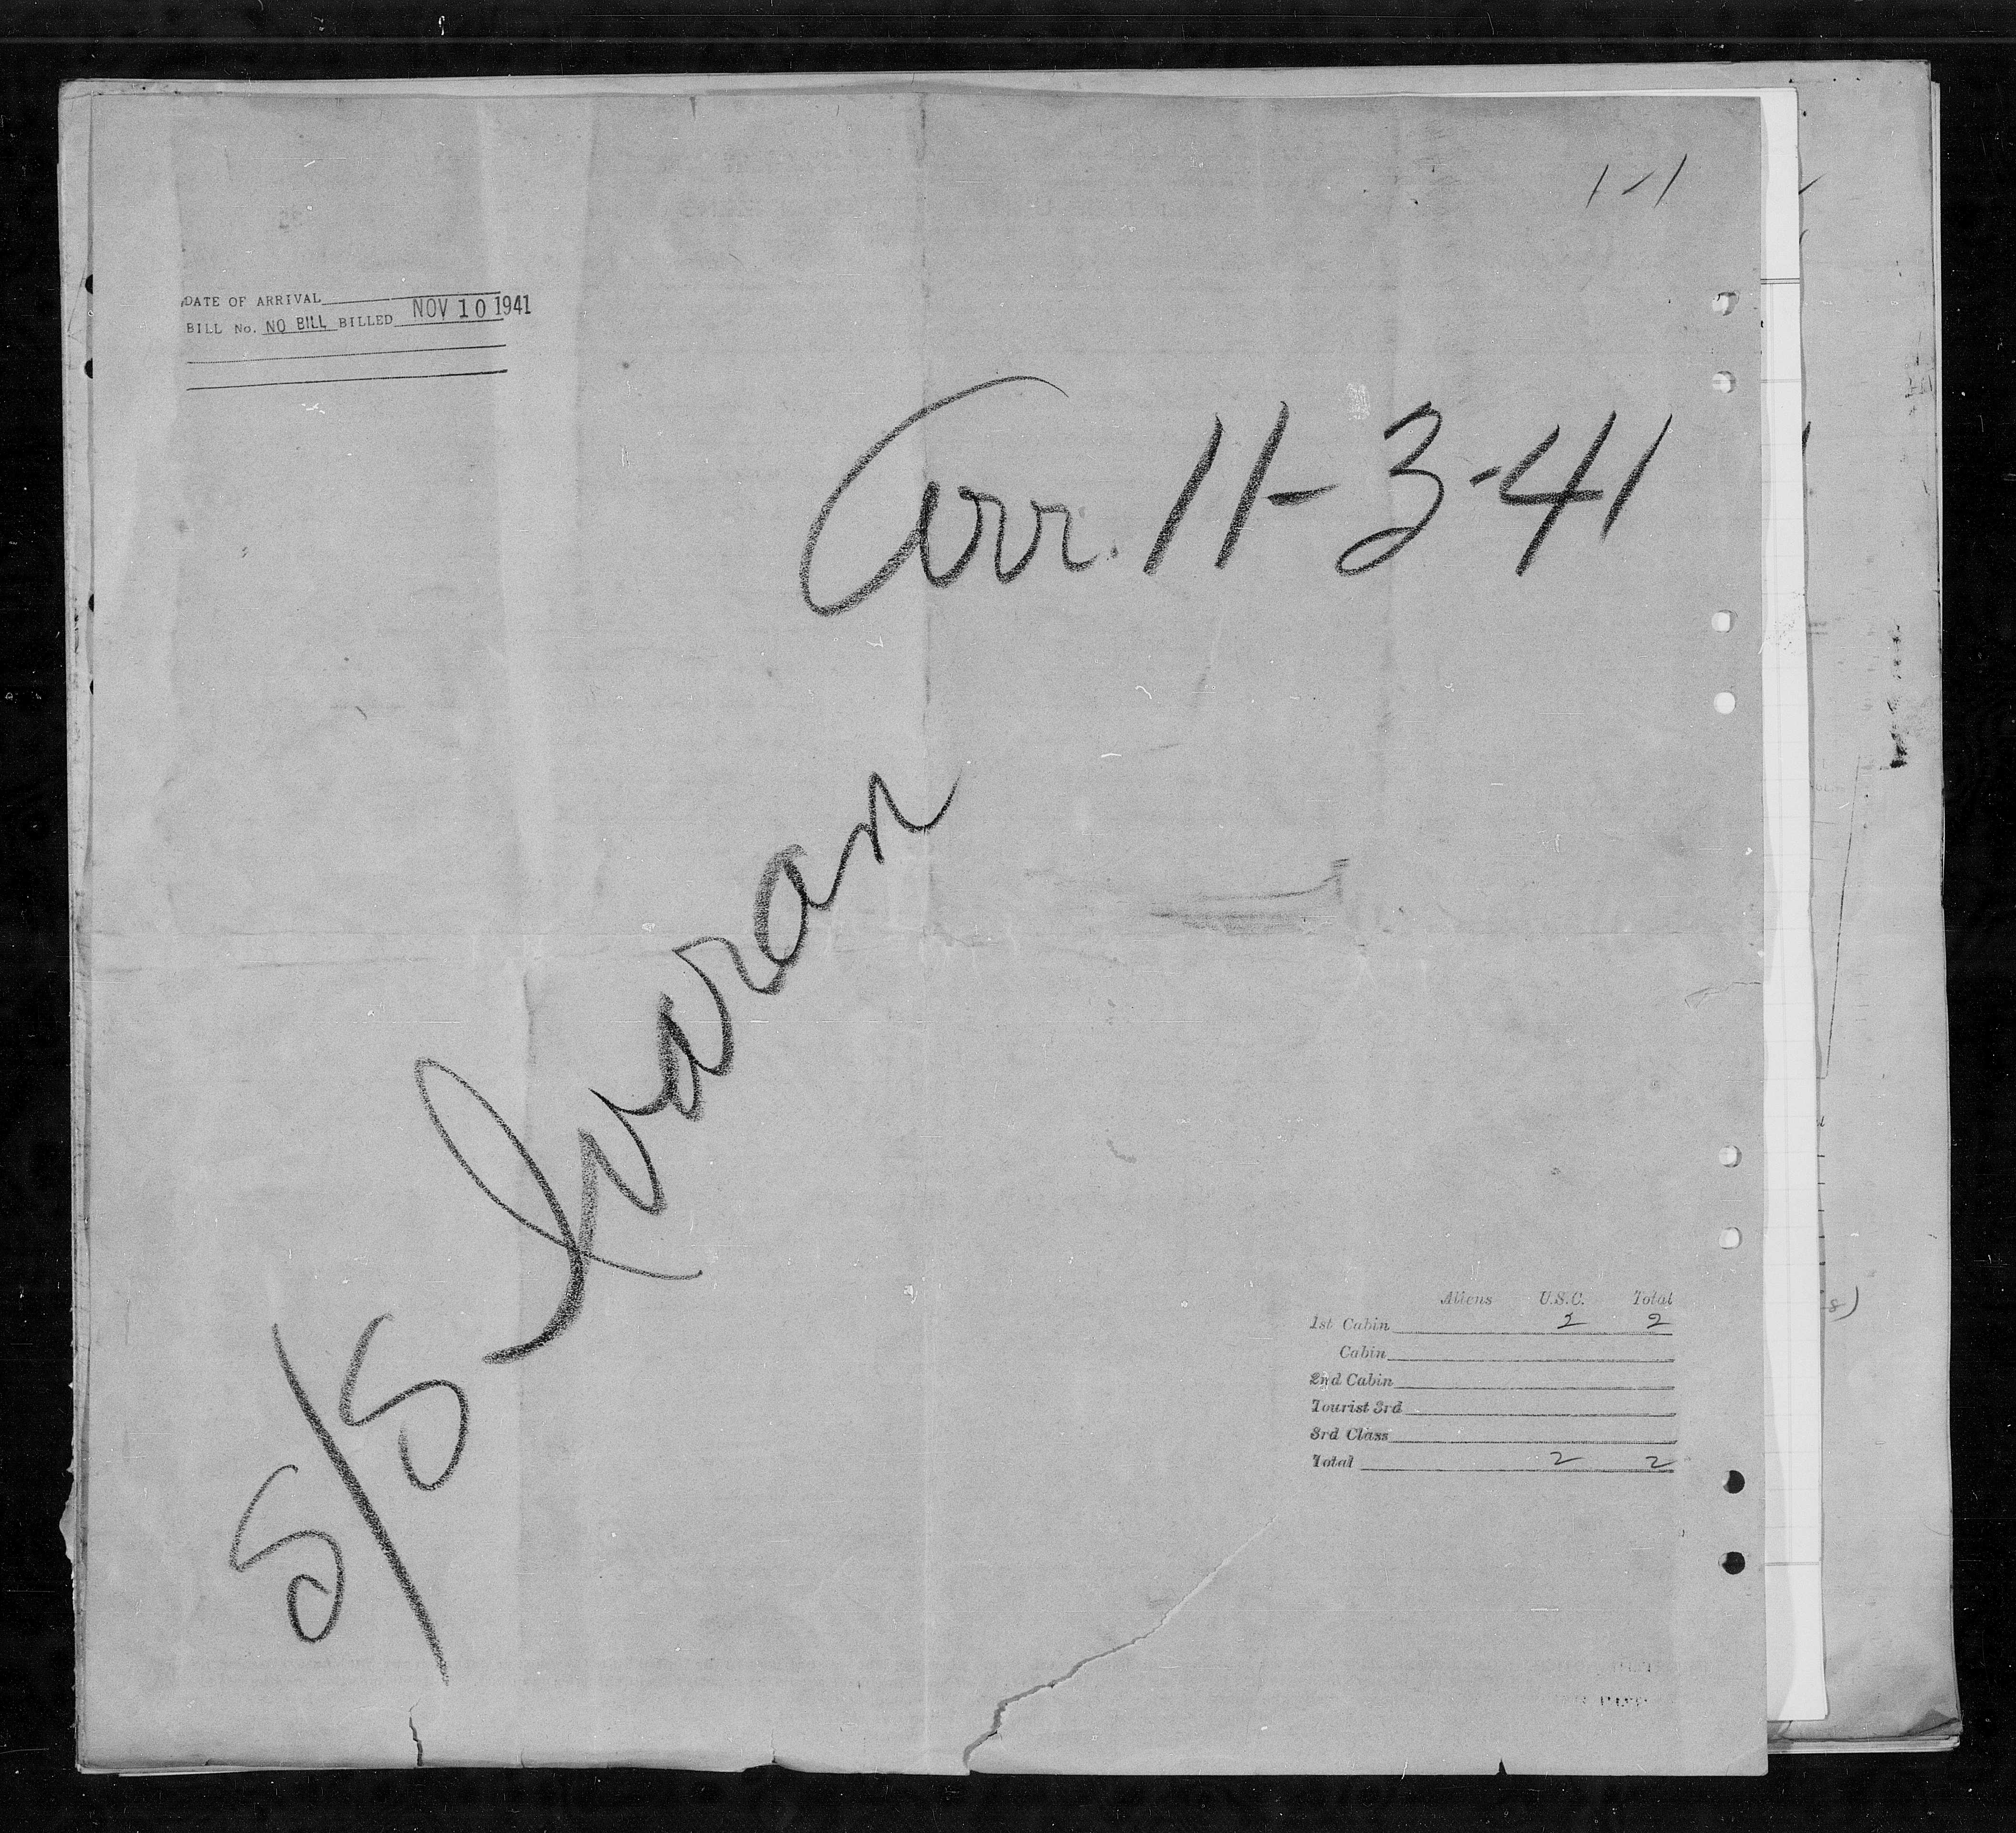 1-1
DATE OF ARRIVAL
BILL No. NO BILL BILLED NOV 10 1941
Arr. 11-3-41
S/S Ivaran
Aliens U.S.C. Total
1st Cabin 2 2
Cabin
2nd Cabin
Tourist 3rd
3rd Class
Total 2 2